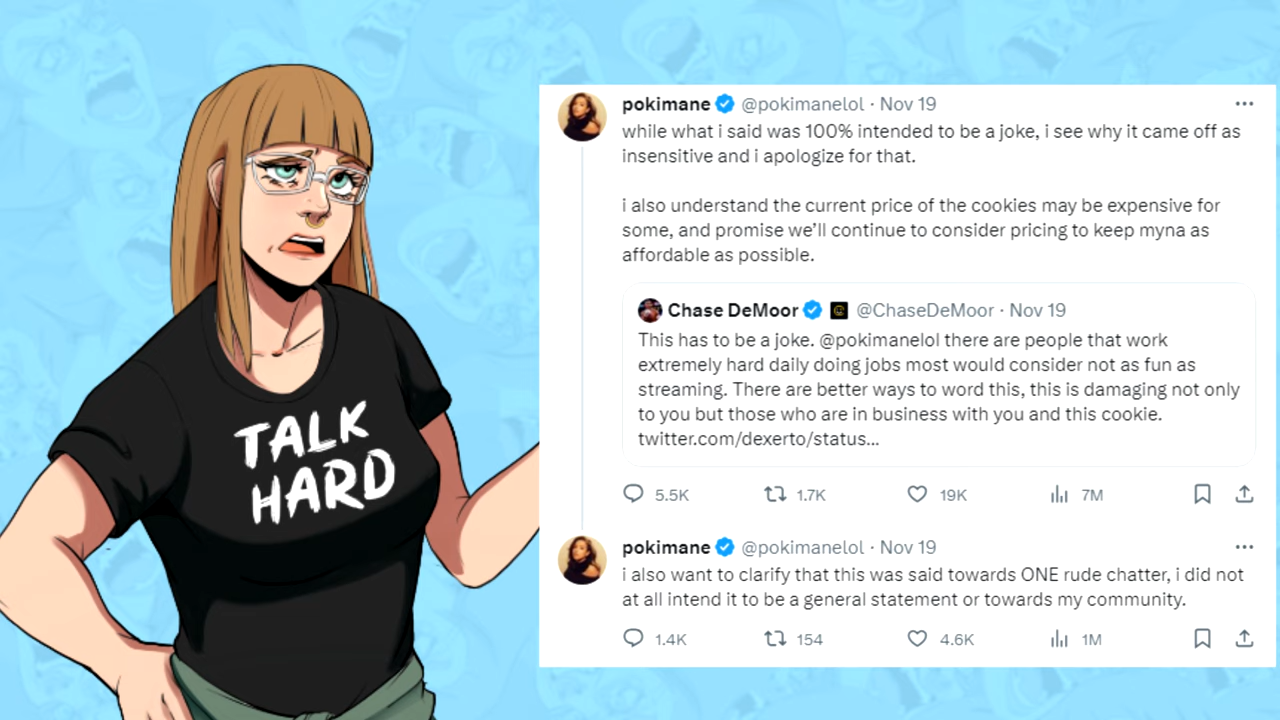 TALK
HARD
pokimane @pokimanelol · Nov 19
while what i said was 100% intended to be a joke, i see why it came off as
insensitive and i apologize for that.
i also understand the current price of the cookies may be expensive for
some, and promise we’ll continue to consider pricing to keep myna as
affordable as possible.
Chase DeMoor @ChaseDeMoor · Nov 19
This has to be a joke. @pokimanelol there are people that work
extremely hard daily doing jobs most would consider not as fun as
streaming. There are better ways to word this, this is damaging not only
to you but those who are in business with you and this cookie.
twitter.com/dexerto/status...
5.5K 1.7K 19K 7M
pokimane @pokimanelol · Nov 19
i also want to clarify that this was said towards ONE rude chatter, i did not
at all intend it to be a general statement or towards my community.
1.4K 154 4.6K 1M